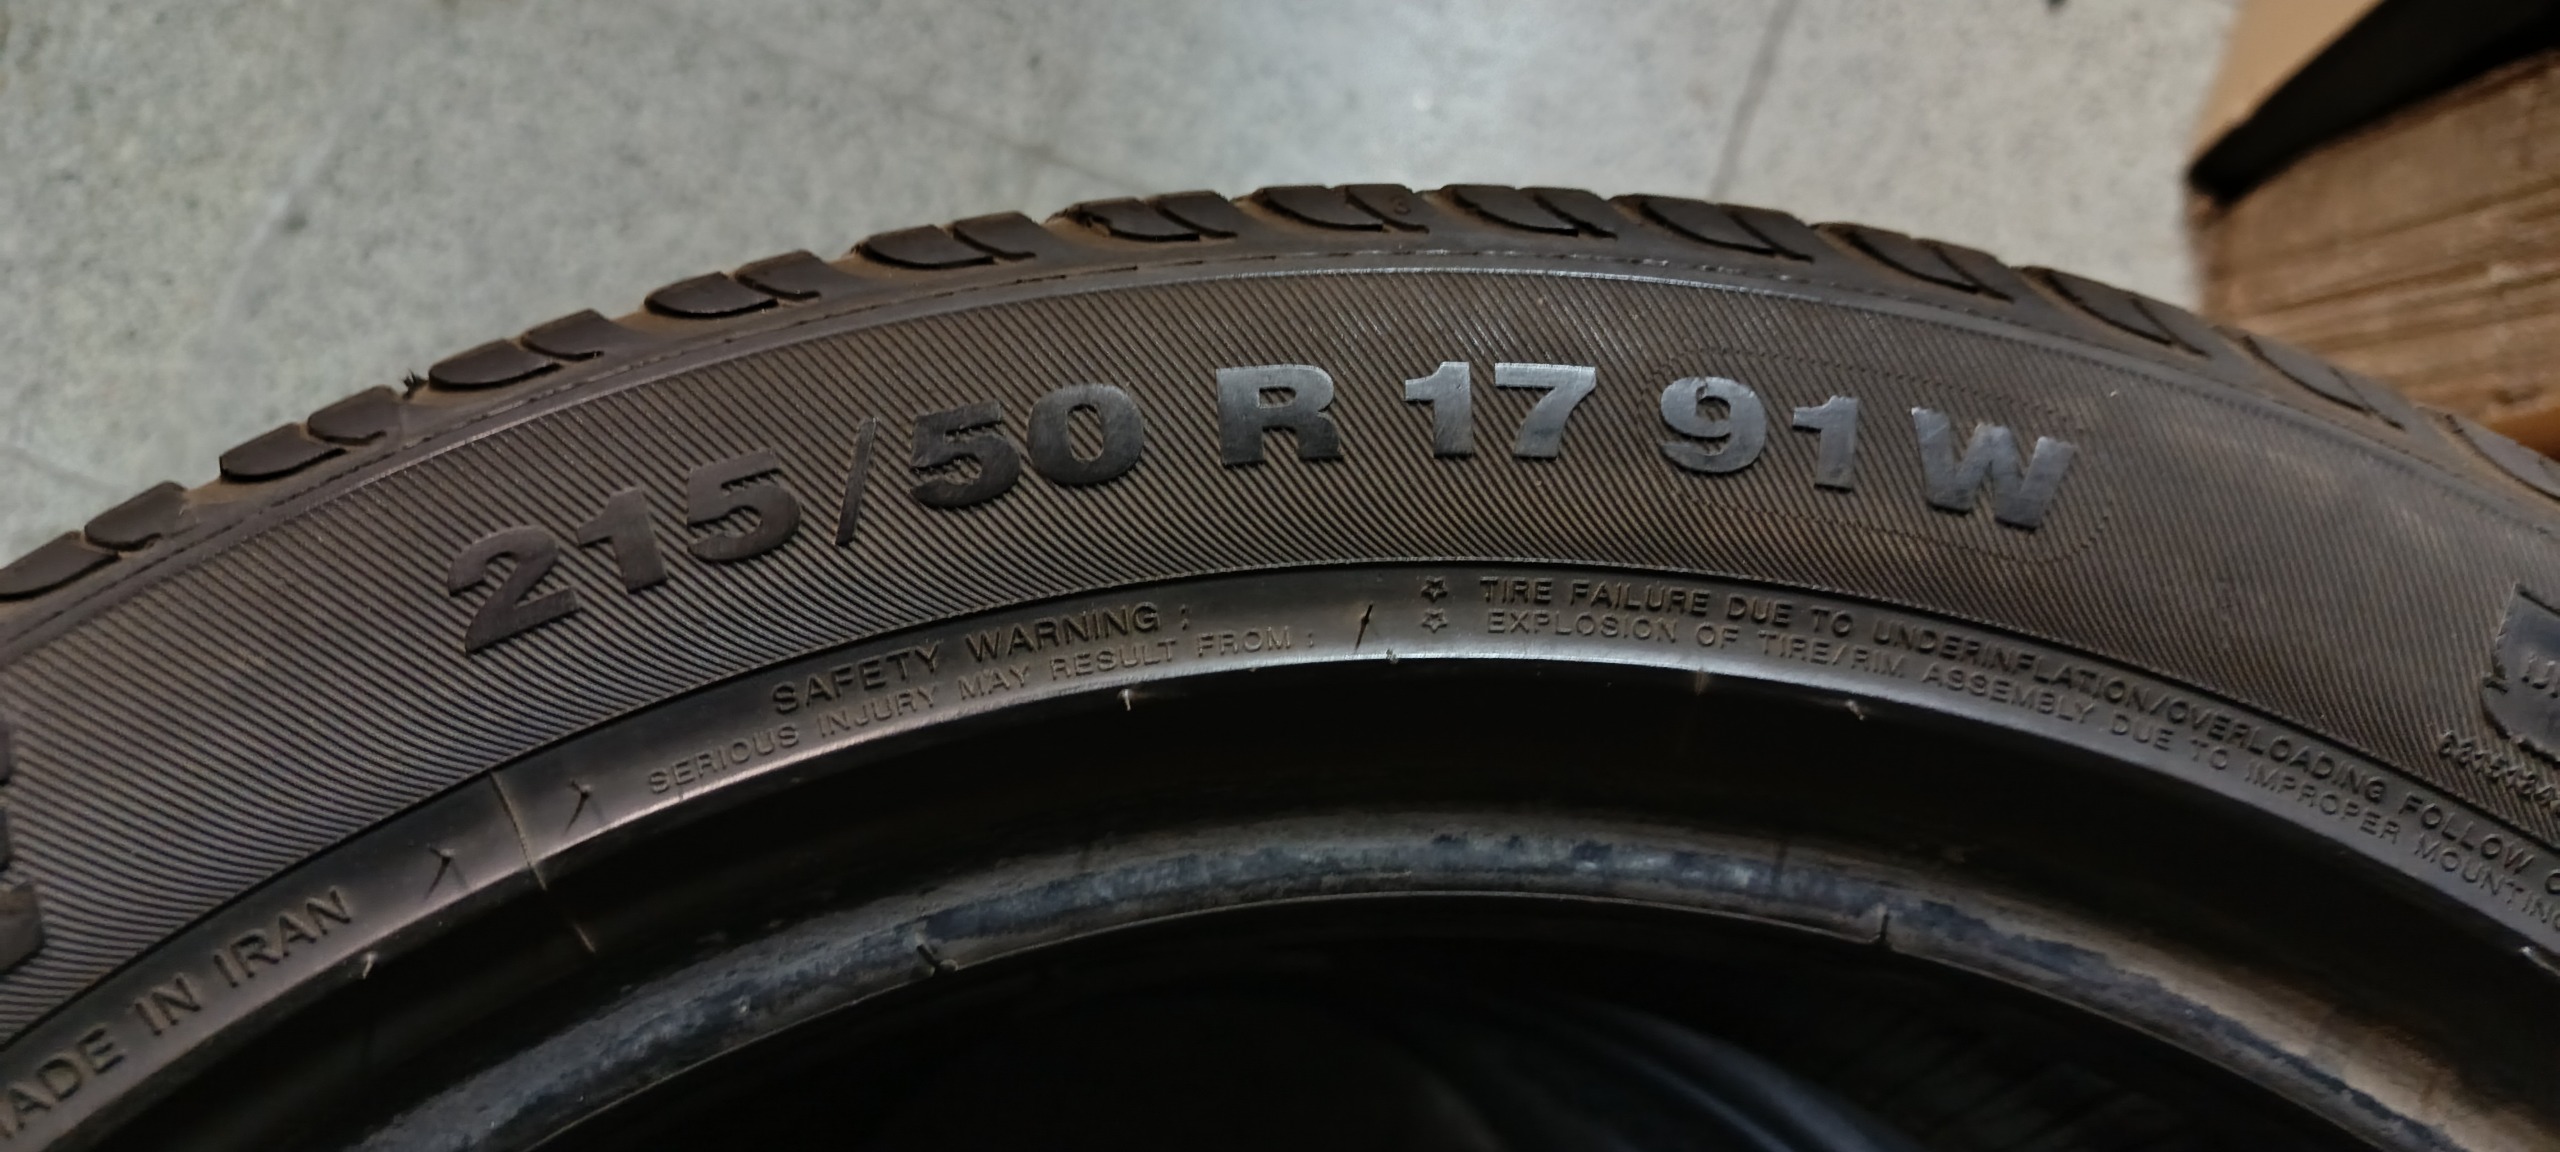 215/50 R 17 91W
SAFETY WARNING :
SERIOUS INJURY MAY RESULT FROM :
☆ TIRE FAILURE DUE TO UNDERINFLATION/OVERLOADING FOLLOW
☆ EXPLOSION OF TIRE/RIM ASSEMBLY DUE TO IMPROPER MOUNTING
MADE IN IRAN